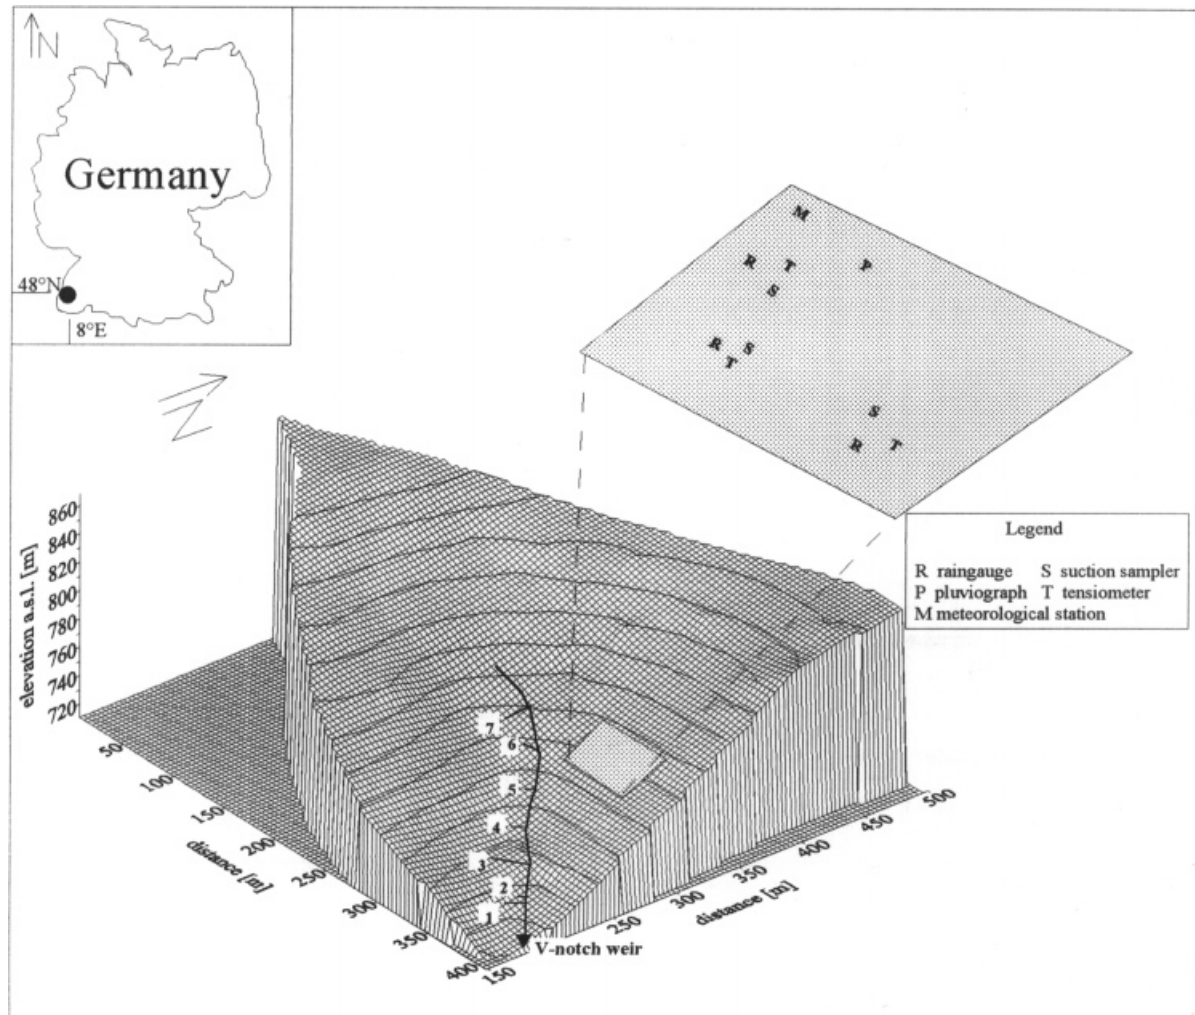 N
Germany
48°N
8°E
N
M
R T P
S
R S
T
S
R T
Legend
R raingauge S suction sampler
P pluviograph T tensiometer
M meteorological station
elevation a.s.l. [m]
860
840
820
800
780
760
740
720
50
100
150
200
250
300
350
400
distance [m]
7
6
5
4
3
2
1
V-notch weir
150
250
300
350
400
450
500
distance [m]